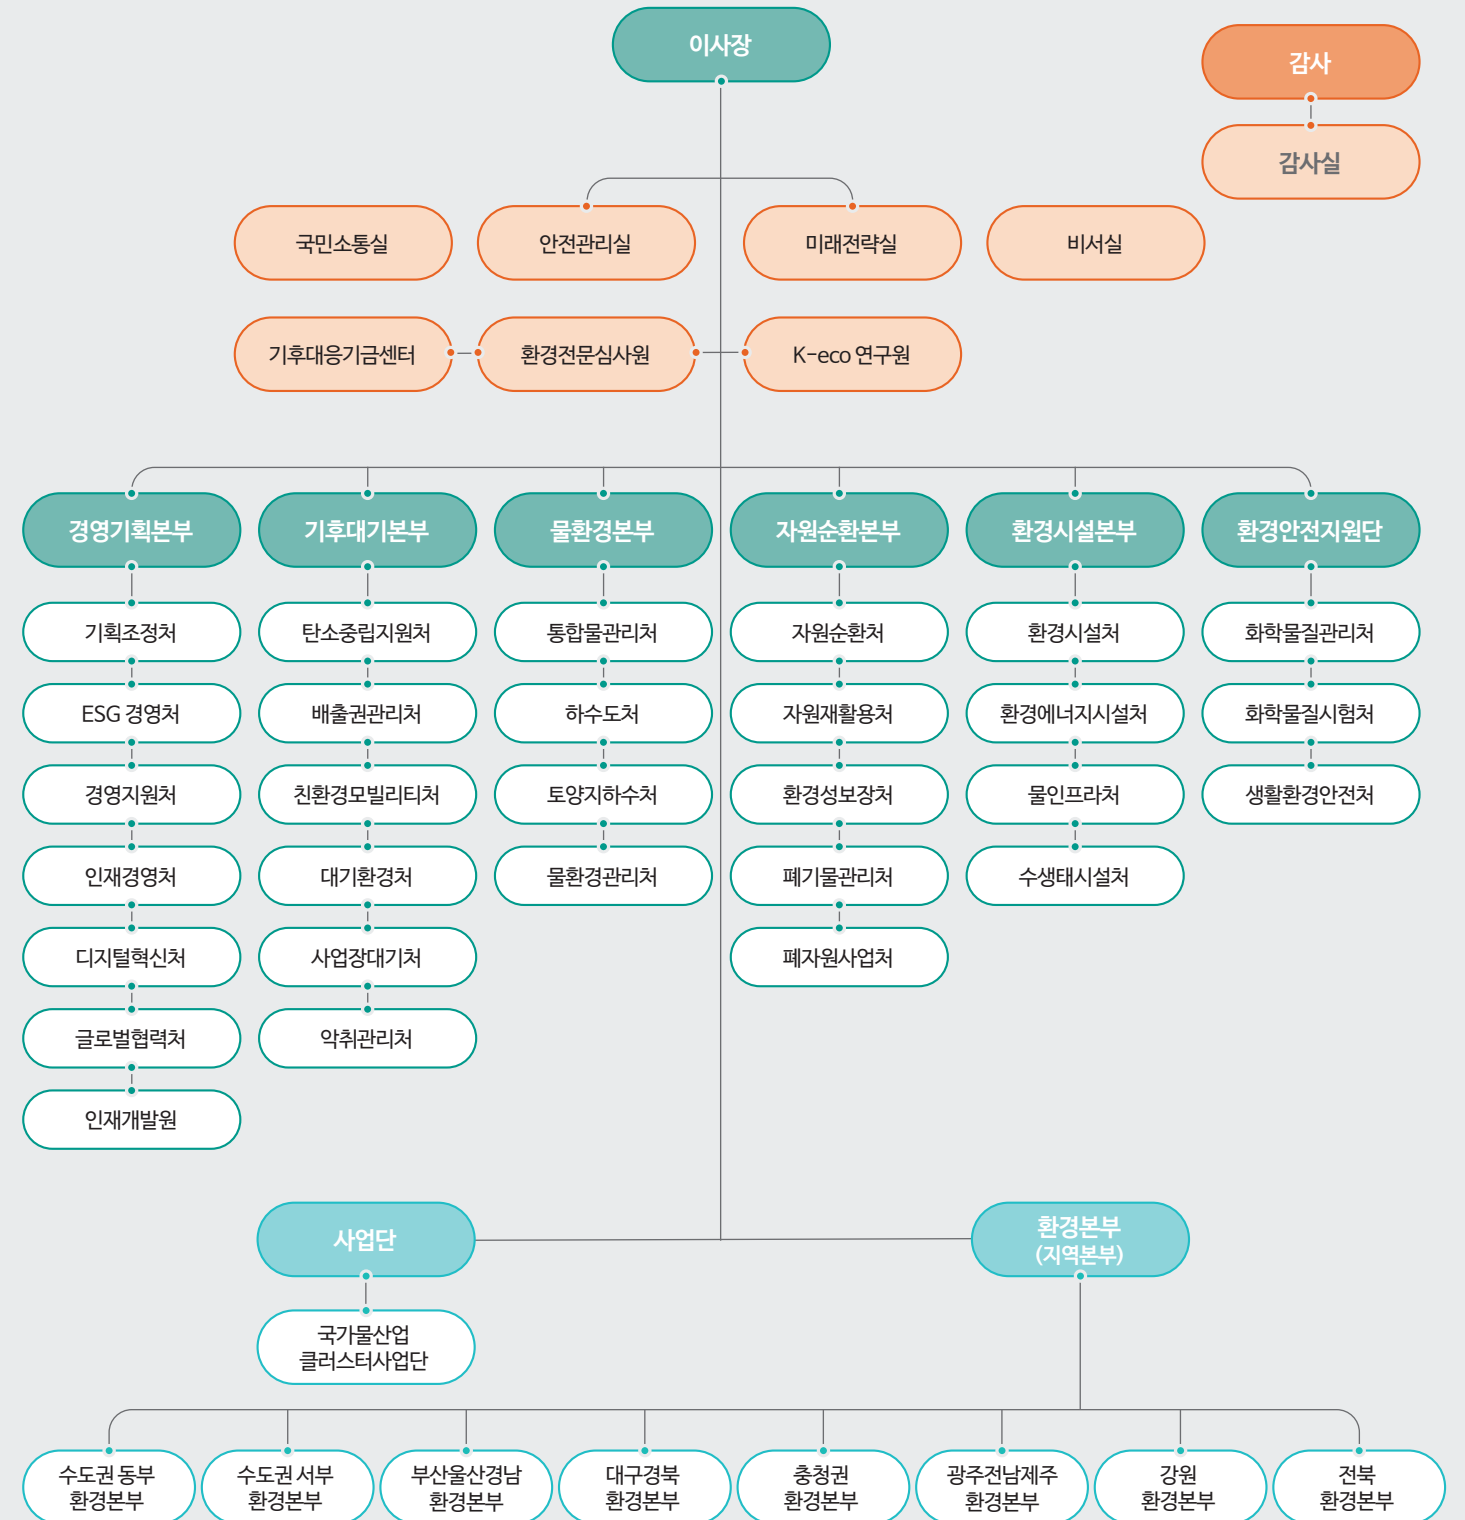 이사장
감사
감사실
국민소통실
안전관리실
미래전략실
비서실
기후대응기금센터
환경전문심사원
K-eco 연구원
경영기획본부
기후대기본부
물환경본부
자원순환본부
환경시설본부
환경안전지원단
기획조정처
탄소중립지원처
통합물관리처
자원순환처
환경시설처
화학물질관리처
ESG 경영처
배출권관리처
하수도처
자원재활용처
환경에너지시설처
화학물질시험처
경영지원처
친환경모빌리티처
토양지하수처
환경성보장처
물인프라처
생활환경안전처
인재경영처
대기환경처
물환경관리처
폐기물관리처
수생태시설처
디지털혁신처
사업장대기처
폐자원사업처
글로벌협력처
악취관리처
인재개발원
사업단
환경본부
(지역본부)
국가물산업
클러스터사업단
수도권 동부
환경본부
수도권 서부
환경본부
부산울산경남
환경본부
대구경북
환경본부
충청권
환경본부
광주전남제주
환경본부
강원
환경본부
전북
환경본부